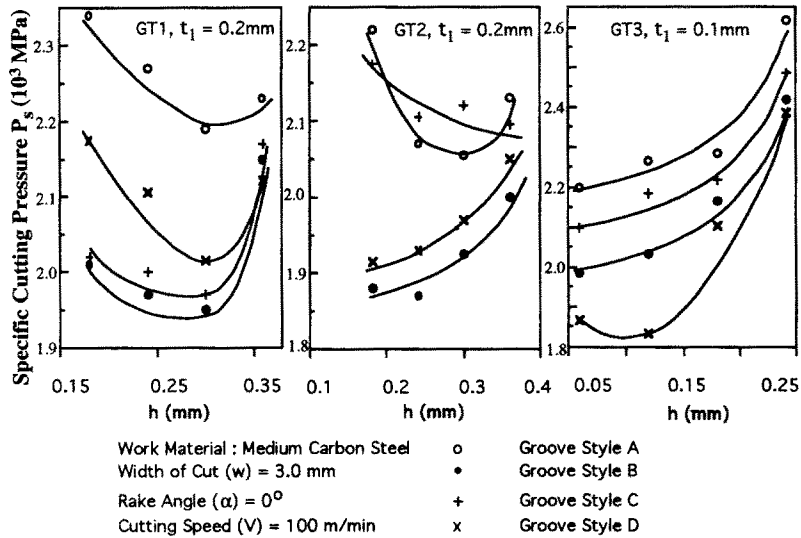 Specific Cutting Pressure Pₛ (10³ MPa)
GT1, t₁ = 0.2mm
2.3
2.2
2.1
2.0
1.9
0.15 0.25 0.35
h (mm)
GT2, t₁ = 0.2mm
2.2
2.1
2.0
1.9
1.8
0.1 0.2 0.3 0.4
h (mm)
GT3, t₁ = 0.1mm
2.6
2.4
2.2
2.0
1.8
0.05 0.15 0.25
h (mm)
Work Material : Medium Carbon Steel
Width of Cut (w) = 3.0 mm
Rake Angle (α) = 0⁰
Cutting Speed (V) = 100 m/min
o Groove Style A
● Groove Style B
+ Groove Style C
x Groove Style D